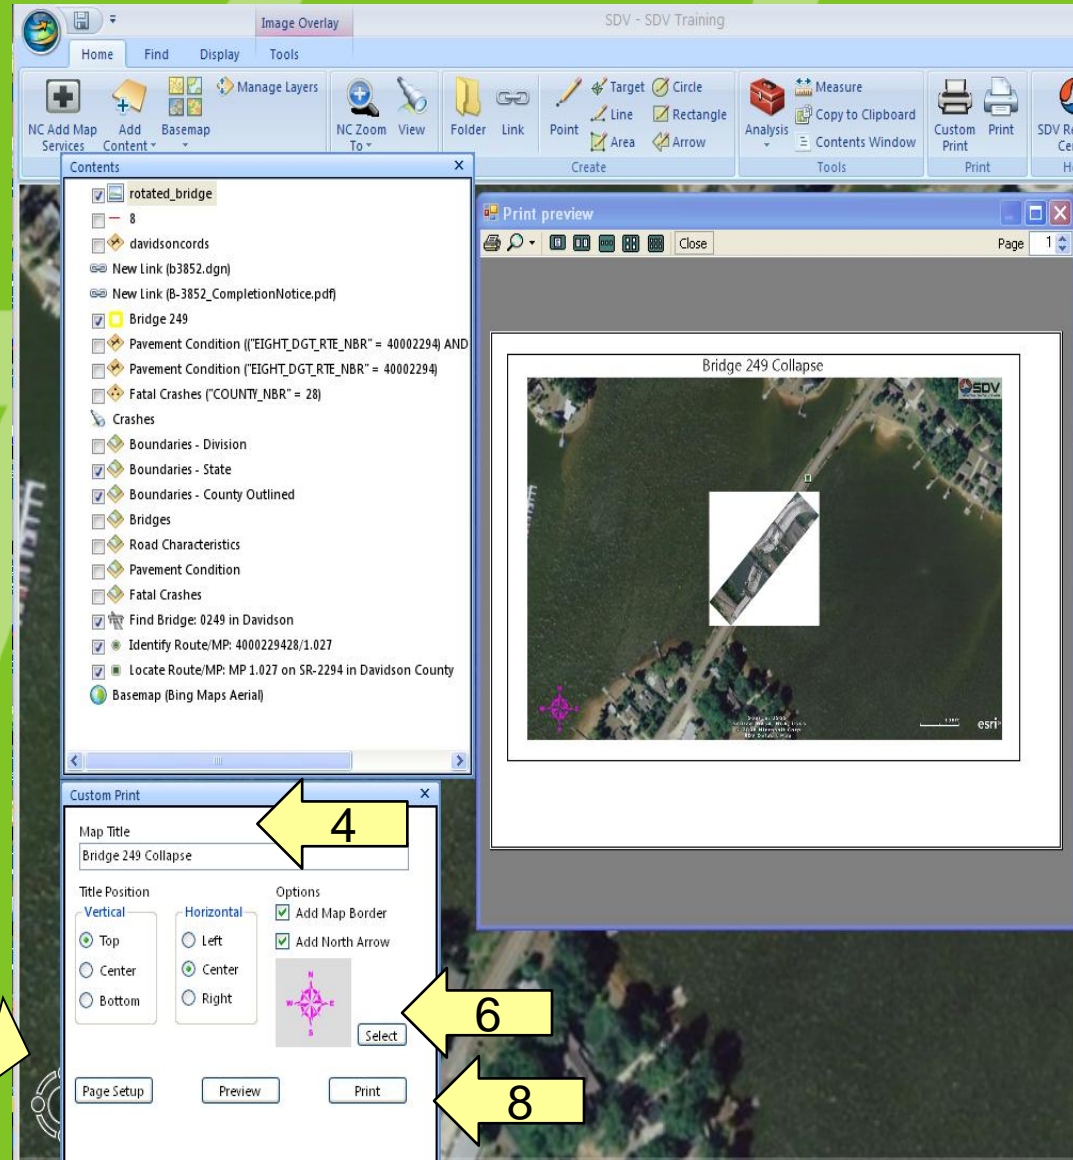 Image Overlay
SDV - SDV Training
Home Find Display Tools
NC Add Map Services
Add Content
Basemap
Manage Layers
NC Zoom To
View
Folder
Link
Point
Target
Circle
Line
Rectangle
Area
Arrow
Create
Analysis
Measure
Copy to Clipboard
Contents Window
Tools
Custom Print
Print
Print
SDV
Contents X
rotated_bridge
8
davidsoncords
New Link (b3852.dgn)
New Link (B-3852_CompletionNotice.pdf)
Bridge 249
Pavement Condition (("EIGHT_DGT_RTE_NBR" = 40002294) AND
Pavement Condition ("EIGHT_DGT_RTE_NBR" = 40002294)
Fatal Crashes ("COUNTY_NBR" = 28)
Crashes
Boundaries - Division
Boundaries - State
Boundaries - County Outlined
Bridges
Road Characteristics
Pavement Condition
Fatal Crashes
Find Bridge: 0249 in Davidson
Identify Route/MP: 4000229428/1.027
Locate Route/MP: MP 1.027 on SR-2294 in Davidson County
Basemap (Bing Maps Aerial)
Print preview
Close
Page 1
Bridge 249 Collapse
SDV
esri
Custom Print X
4
Map Title
Bridge 249 Collapse
Title Position
Options
Vertical
Horizontal
Add Map Border
Top
Left
Add North Arrow
Center
Center
Bottom
Right
N
W E
S
6
Select
Page Setup
Preview
Print
8